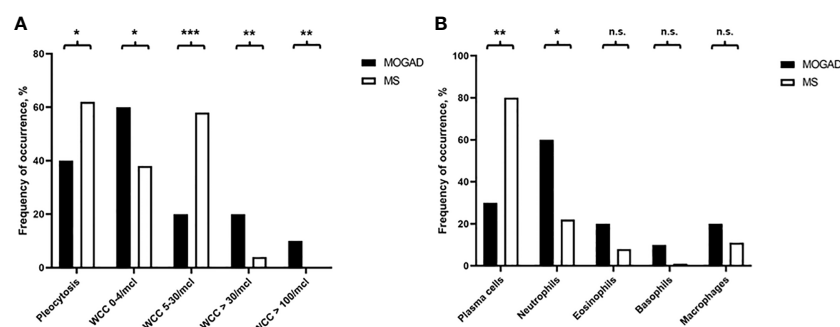 A
* * *** ** **
Frequency of occurrence, %
80
60
40
20
0
Pleocytosis
WCC 0-4/mcl
WCC 5-30/mcl
WCC > 30/mcl
WCC > 100/mcl
MOGAD
MS
B
** * n.s. n.s. n.s.
Frequency of occurrence, %
100
80
60
40
20
0
Plasma cells
Neutrophils
Eosinophils
Basophils
Macrophages
MOGAD
MS